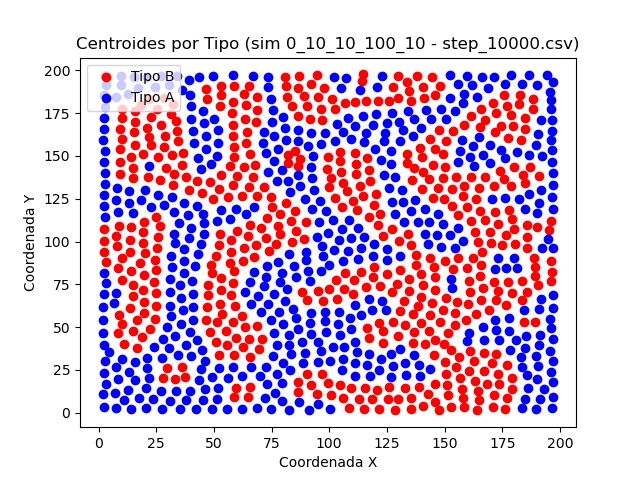 Centroides por Tipo (sim 0_10_10_100_10 - step_10000.csv)
Tipo B
Tipo A
Coordenada Y
200
175
150
125
100
75
50
25
0
0 25 50 75 100 125 150 175 200
Coordenada X